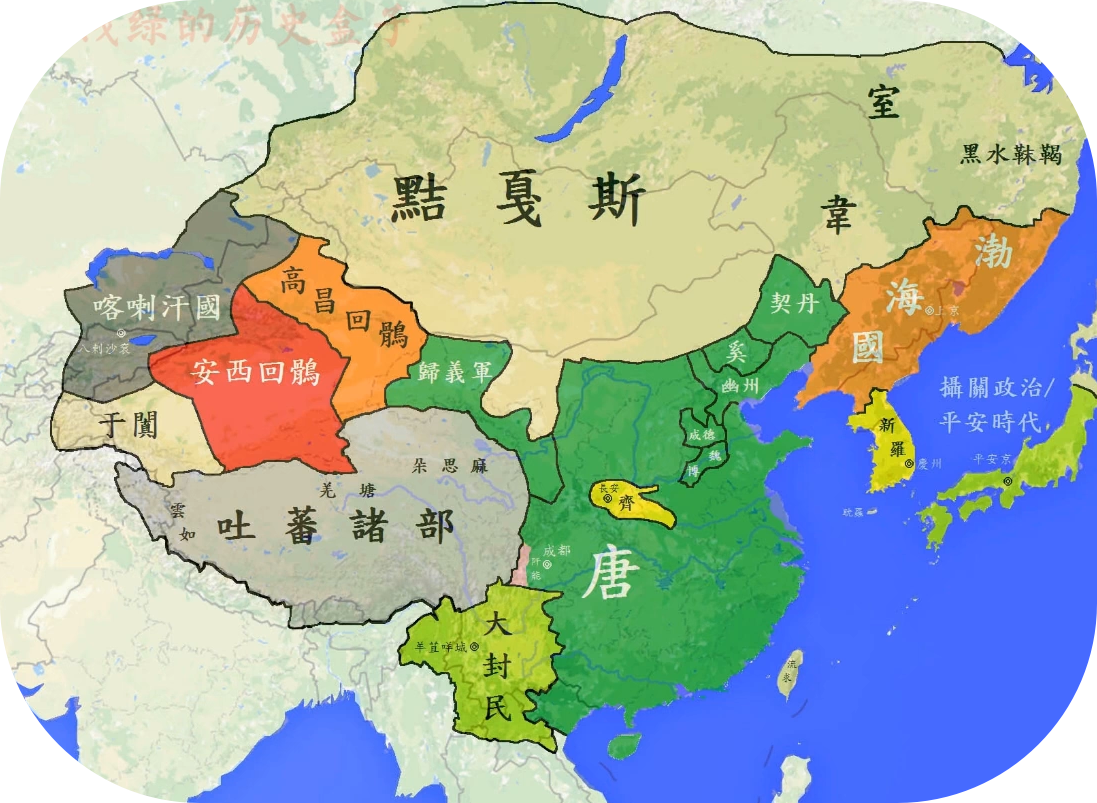 戈绿的历史盒子
室
韋
黑水靺鞨
黠戛斯
渤
海
國
上京
契丹
奚
幽州
成德
魏
博
高
昌
回
鶻
喀喇汗國
八剌沙衮
安西回鶻
歸義軍
于闐
朵思麻
羌塘
雲
如
吐蕃諸部
長安
齊
唐
成都
阡
能
大
封
民
羊苴咩城
新
羅
慶州
耽羅
攝關政治/
平安時代
平安京
流
求